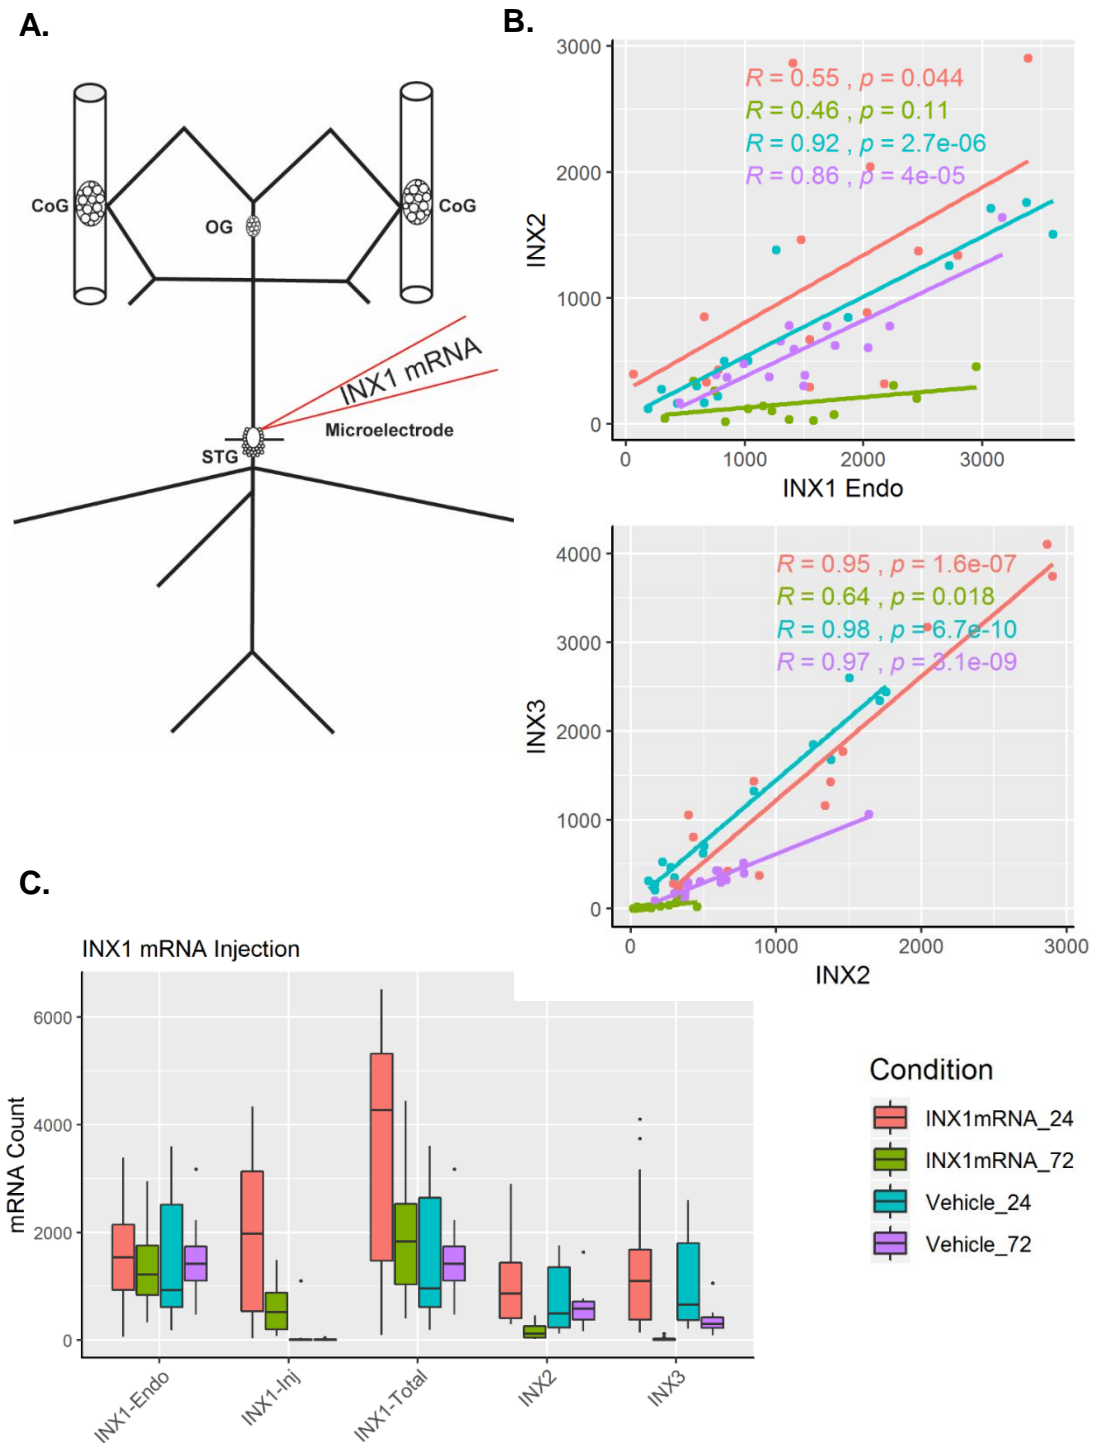 A.
CoG
OG
CoG
INX1 mRNA
Microelectrode
STG
B.
R = 0.55 , p = 0.044
R = 0.46 , p = 0.11
R = 0.92 , p = 2.7e-06
R = 0.86 , p = 4e-05
3000
2000
1000
0
INX2
0 1000 2000 3000
INX1 Endo
R = 0.95 , p = 1.6e-07
R = 0.64 , p = 0.018
R = 0.98 , p = 6.7e-10
R = 0.97 , p = 3.1e-09
4000
3000
2000
1000
0
INX3
0 1000 2000 3000
INX2
C.
INX1 mRNA Injection
6000
4000
2000
0
mRNA Count
INX1-Endo
INX1-Inj
INX1-Total
INX2
INX3
Condition
INX1mRNA_24
INX1mRNA_72
Vehicle_24
Vehicle_72